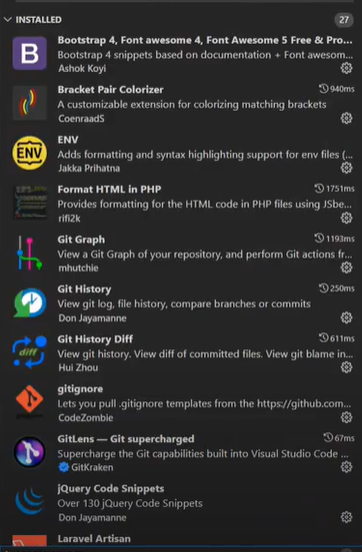 INSTALLED 27
Bootstrap 4, Font awesome 4, Font Awesome 5 Free & Pro...
Bootstrap 4 snippets based on documentation + Font awesom...
Ashok Koyi
Bracket Pair Colorizer 940ms
A customizable extension for colorizing matching brackets
CoenraadS
ENV
ENV
Adds formatting and syntax highlighting support for env files (...
Jakka Prihatna
Format HTML in PHP 1751ms
Provides formatting for the HTML code in PHP files using JSbe...
rifi2k
Git Graph 1193ms
View a Git Graph of your repository, and perform Git actions fr...
mhutchie
Git History 250ms
View git log, file history, compare branches or commits
Don Jayamanne
Git History Diff 611ms
diff
View git history. View diff of committed files. View git blame in...
Hui Zhou
gitignore
Lets you pull .gitignore templates from the https://github.com...
CodeZombie
GitLens — Git supercharged 67ms
Supercharge the Git capabilities built into Visual Studio Code ...
GitKraken
jQuery Code Snippets
Over 130 jQuery Code Snippets
Don Jayamanne
Laravel Artisan